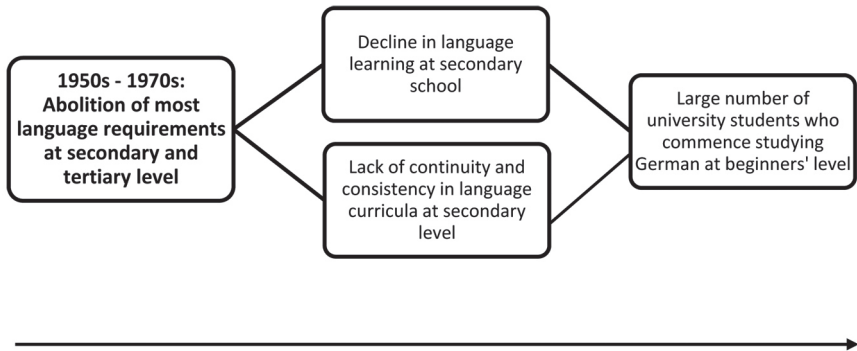 1950s - 1970s:
Abolition of most
language requirements
at secondary and
tertiary level
Decline in language
learning at secondary
school
Lack of continuity and
consistency in language
curricula at secondary
level
Large number of
university students who
commence studying
German at beginners' level